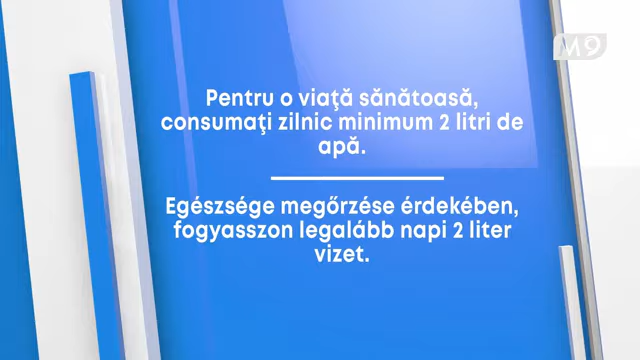 M9
Pentru o viaţă sănătoasă,
consumaţi zilnic minimum 2 litri de
apă.
Egészsége megőrzése érdekében,
fogyasszon legalább napi 2 liter
vizet.